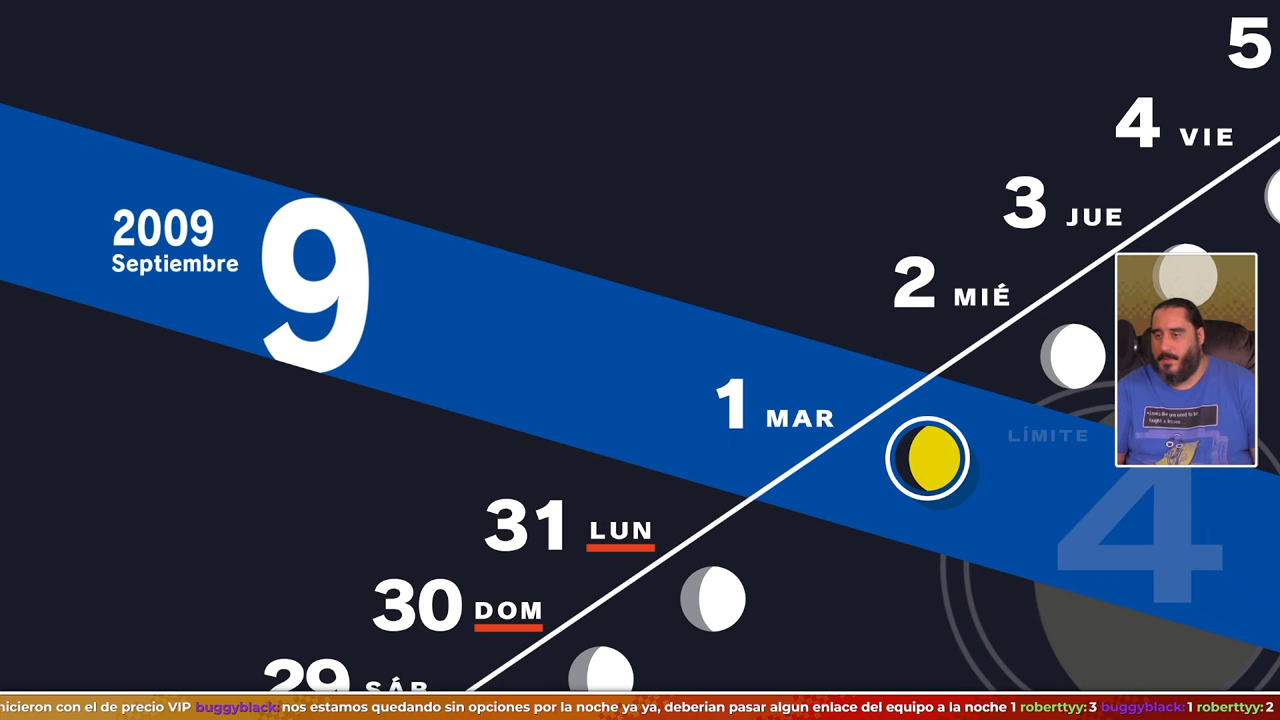 5
4 VIE
3 JUE
2 MIÉ
2009
Septiembre
9
1 MAR
LÍMITE
4
31 LUN
30 DOM
29 SÁB
nicieron con el de precio VIP buggyblack: nos estamos quedando sin opciones por la noche ya ya, deberian pasar algun enlace del equipo a la noche 1 roberttyy: 3 buggyblack: 1 roberttyy: 2